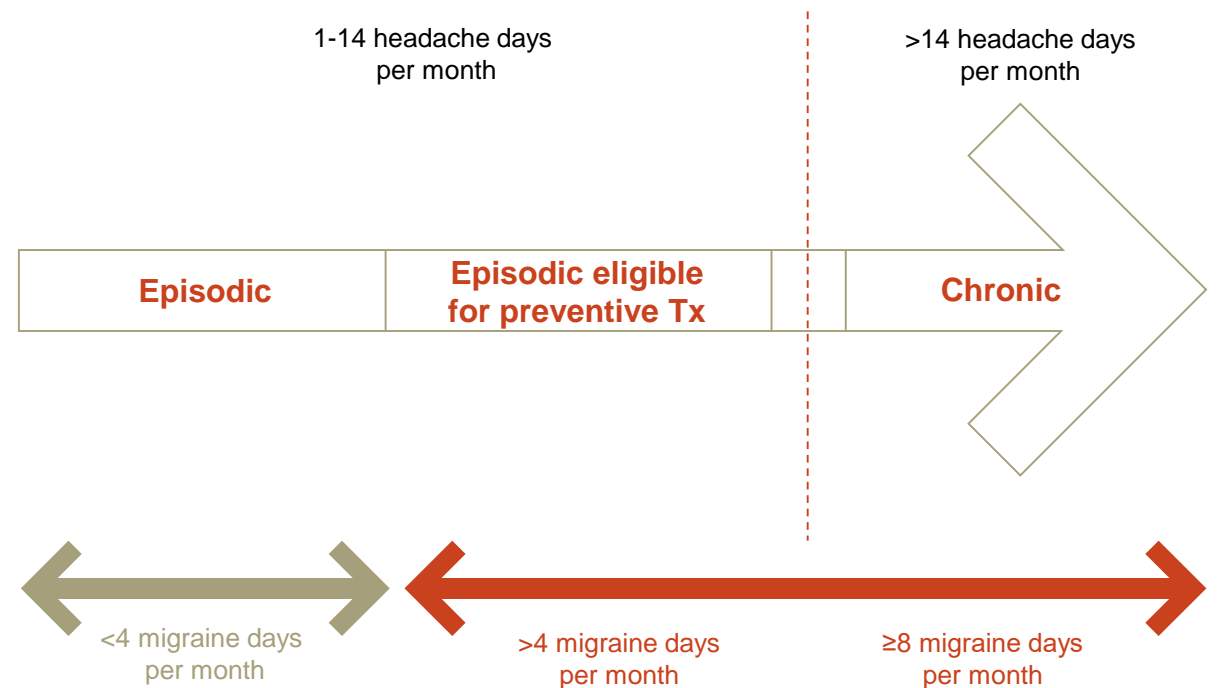 1-14 headache days
per month
>14 headache days
per month
Episodic
Episodic eligible
for preventive Tx
Chronic
<4 migraine days
per month
>4 migraine days
per month
≥8 migraine days
per month